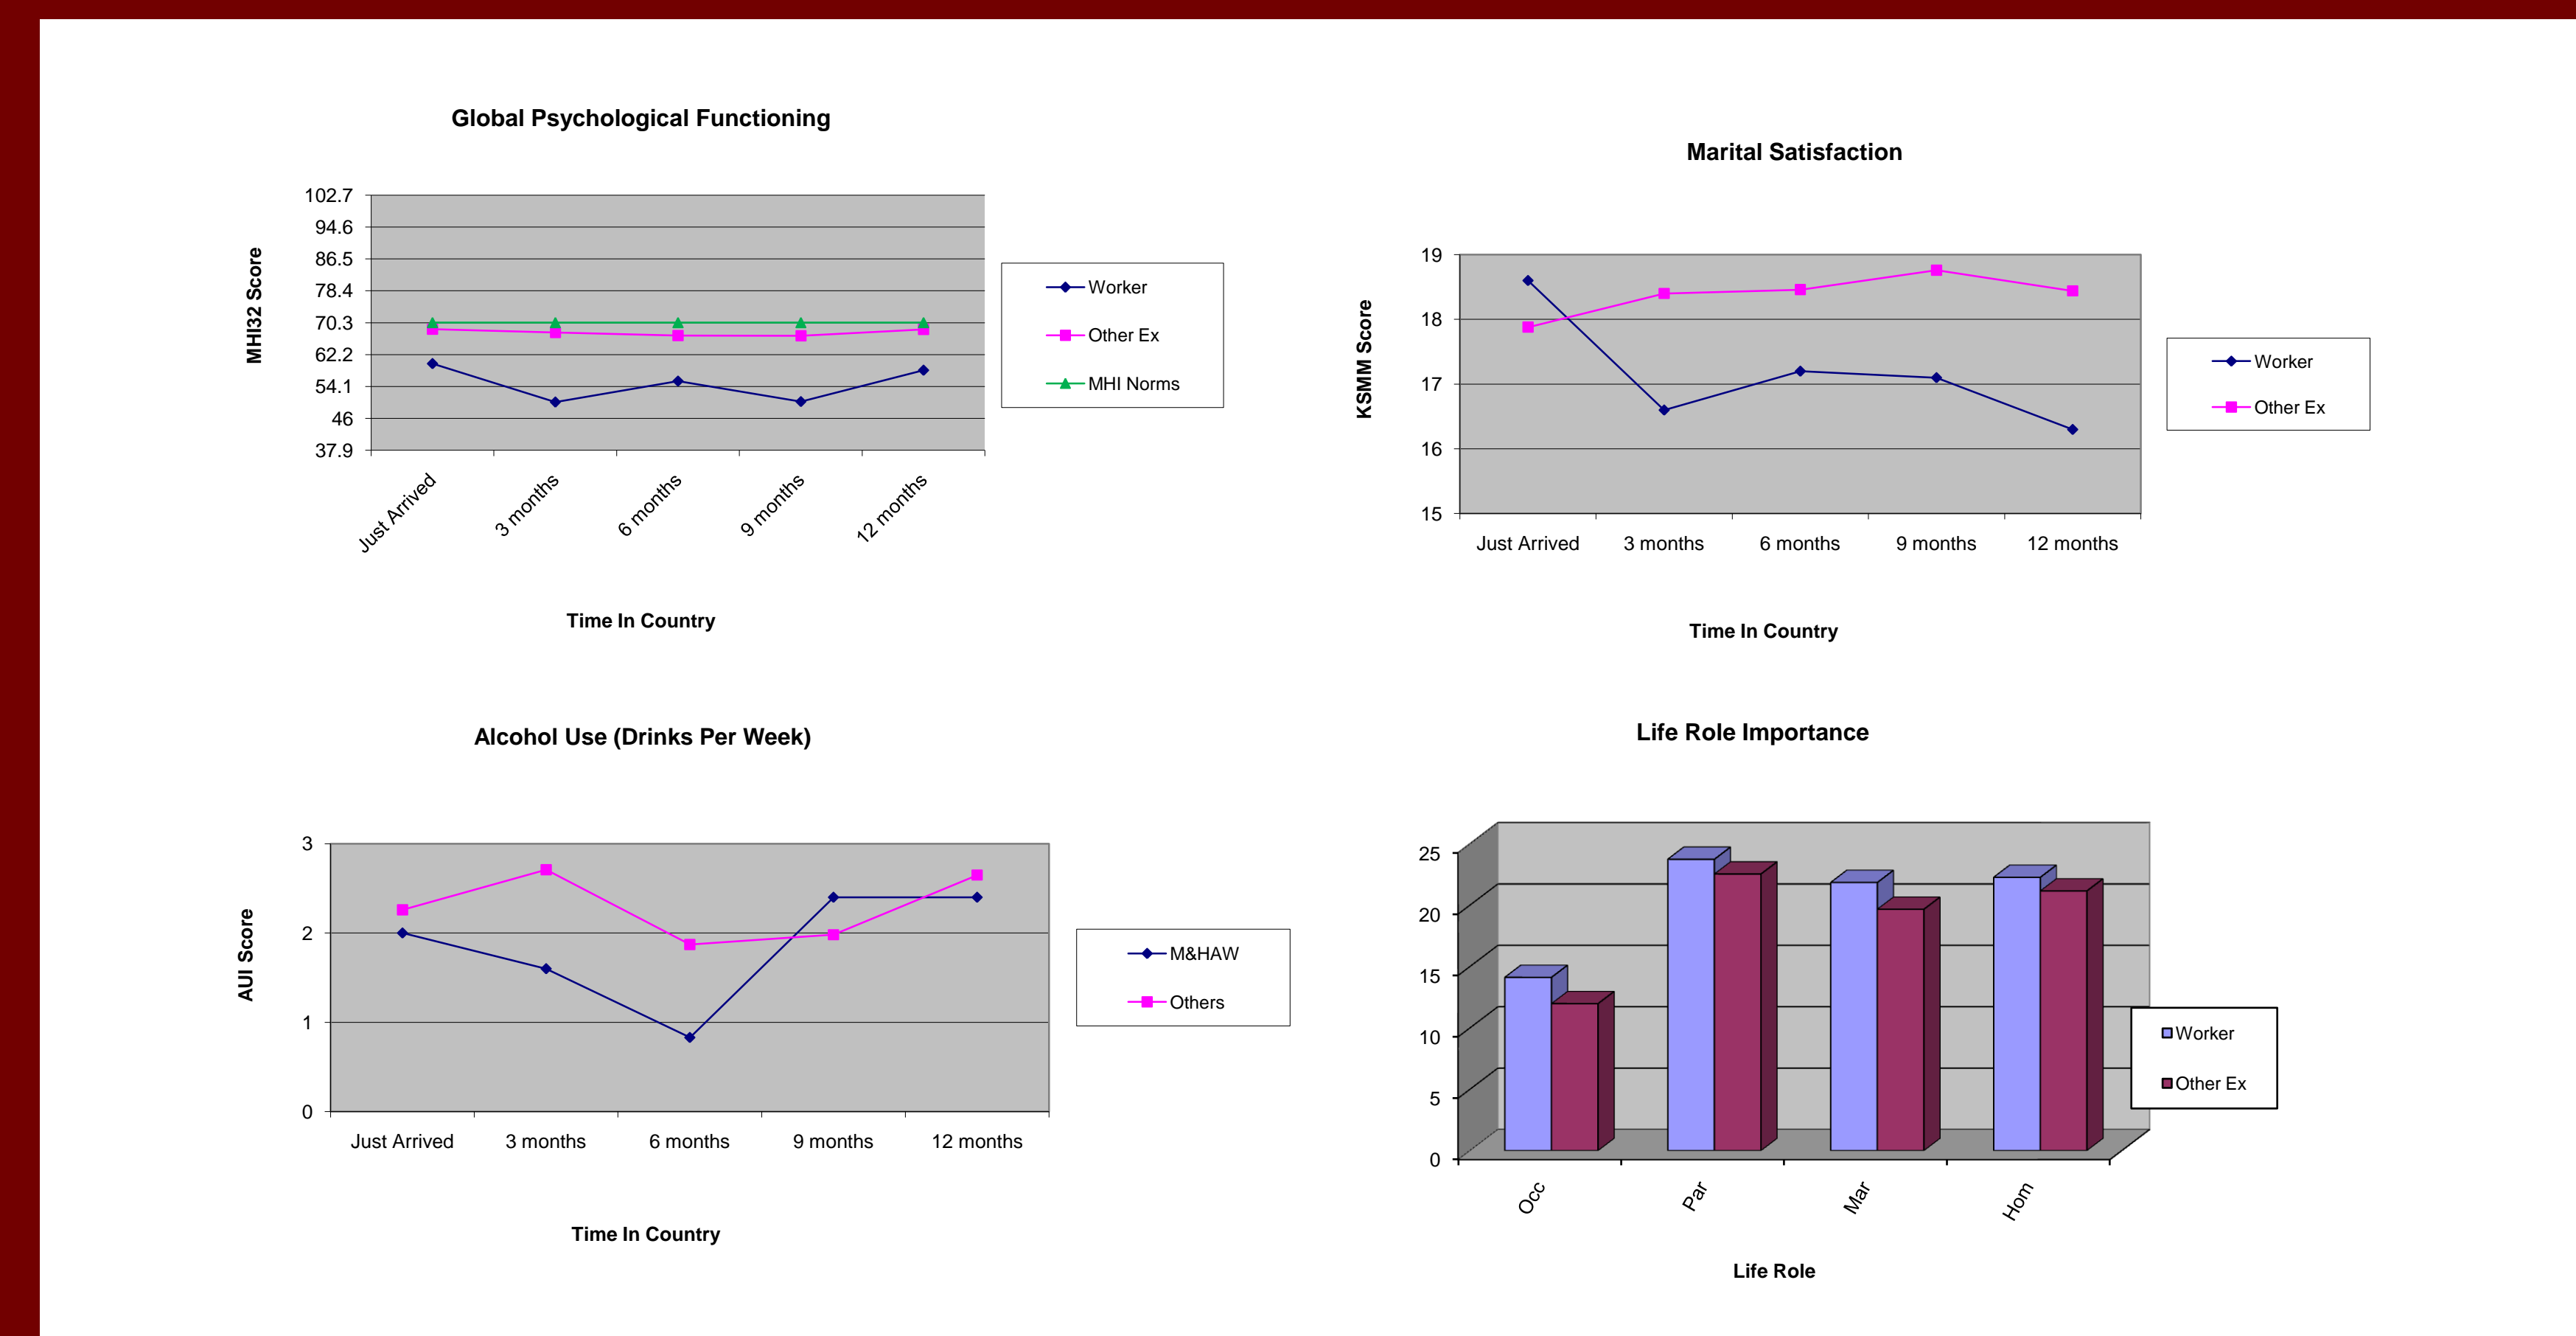 Global Psychological Functioning
MHI32 Score
102.7
94.6
86.5
78.4
70.3
62.2
54.1
46
37.9
Just Arrived
3 months
6 months
9 months
12 months
Time In Country
Worker
Other Ex
MHI Norms
Marital Satisfaction
KSMM Score
19
18
17
16
15
Just Arrived
3 months
6 months
9 months
12 months
Time In Country
Worker
Other Ex
Alcohol Use (Drinks Per Week)
AUI Score
3
2
1
0
Just Arrived
3 months
6 months
9 months
12 months
Time In Country
M&HAW
Others
Life Role Importance
25
20
15
10
5
0
Occ
Par
Mar
Hom
Life Role
Worker
Other Ex